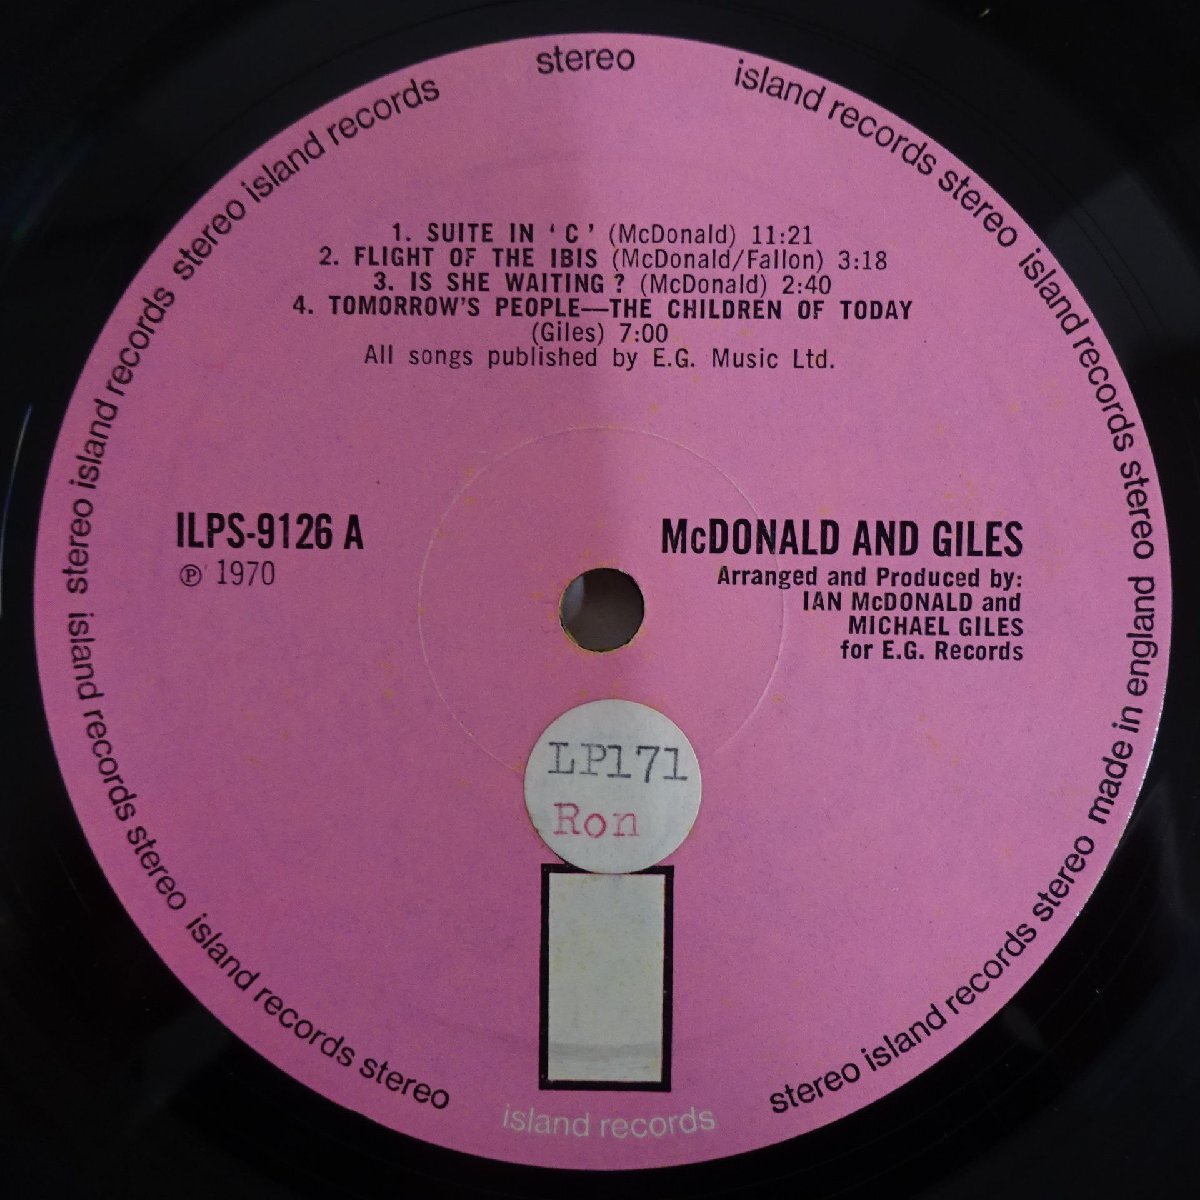 stereo island records stereo island records stereo made in england
stereo island records stereo island records
stereo island records stereo island records stereo
1. SUITE IN ‘C’ (McDonald) 11:21
2. FLIGHT OF THE IBIS (McDonald/Fallon) 3:18
3. IS SHE WAITING? (McDonald) 2:40
4. TOMORROW'S PEOPLE—THE CHILDREN OF TODAY
(Giles) 7:00
All songs published by E.G. Music Ltd.
ILPS-9126 A
℗ 1970
McDONALD AND GILES
Arranged and Produced by:
IAN McDONALD and
MICHAEL GILES
for E.G. Records
LP171
Ron
island records stereo island records stereo
island records